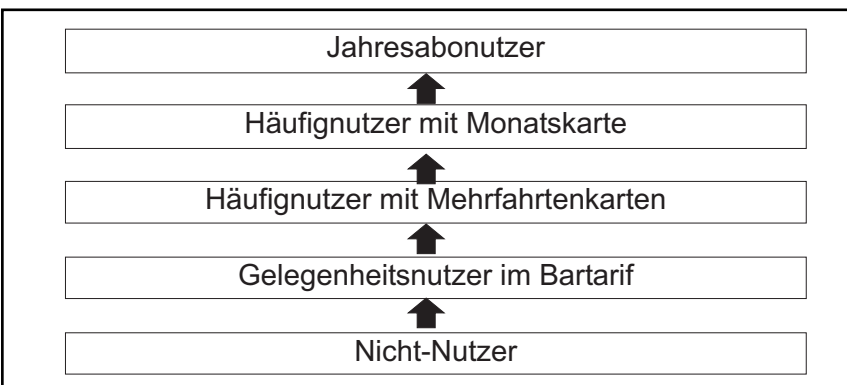 Jahresabonutzer
Häufignutzer mit Monatskarte
Häufignutzer mit Mehrfahrtenkarten
Gelegenheitsnutzer im Bartarif
Nicht-Nutzer